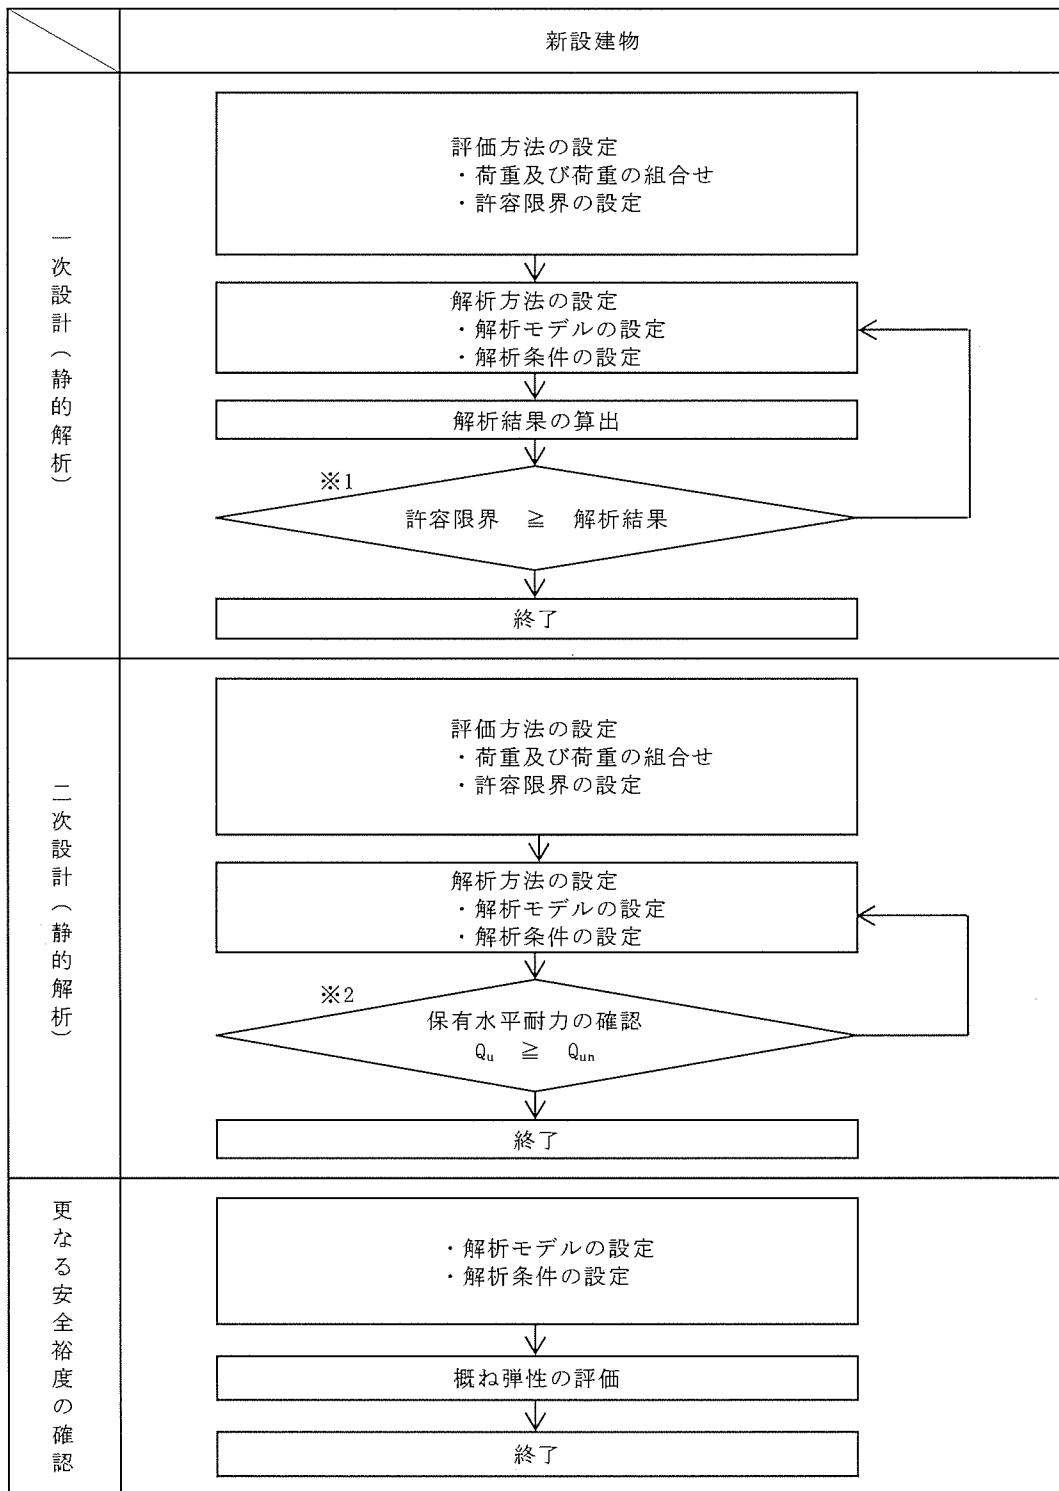 新設建物
一次設計(静的解析)
評価方法の設定
・荷重及び荷重の組合せ
・許容限界の設定
解析方法の設定
・解析モデルの設定
・解析条件の設定
解析結果の算出
※1
許容限界 ≧ 解析結果
終了
二次設計(静的解析)
評価方法の設定
・荷重及び荷重の組合せ
・許容限界の設定
解析方法の設定
・解析モデルの設定
・解析条件の設定
※2
保有水平耐力の確認
Qu ≧ Qun
終了
更なる安全裕度の確認
・解析モデルの設定
・解析条件の設定
概ね弾性の評価
終了